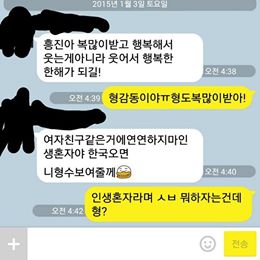 2015년 1월 3일 토요일
흥진아 복많이받고 행복해서
웃는게아니라 웃어서 행복한
한해가 되길!
오전 4:38
오전 4:39
형감동이야ㅠ형도복많이받아!
여자친구같은거에연연하지마인
생혼자야 한국오면
니형수보여줄께
오전 4:40
인생혼자라며 ㅅㅂ 뭐하자는건데
형?
오전 4:42
전송